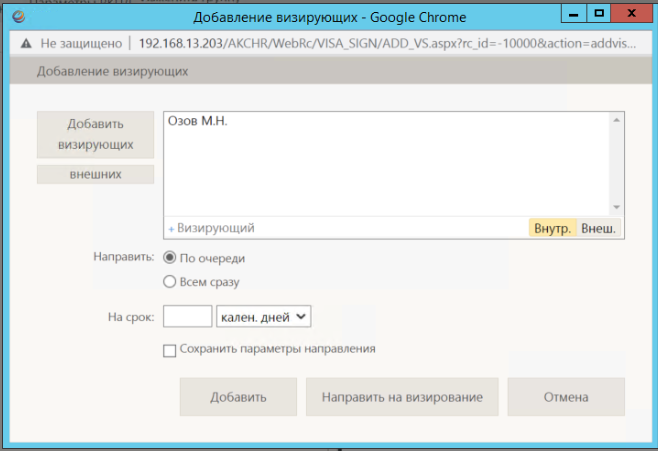 Добавление визирующих - Google Chrome
Не защищено | 192.168.13.203/AKCHR/WebRc/VISA_SIGN/ADD_VS.aspx?rc_id=-10000&action=addvis...
Добавление визирующих
Добавить
визирующих
внешних
Озов М.Н.
+ Визирующий
Внутр. Внеш.
Направить: По очереди
Всем сразу
На срок: кален. дней
Сохранить параметры направления
Добавить Направить на визирование Отмена